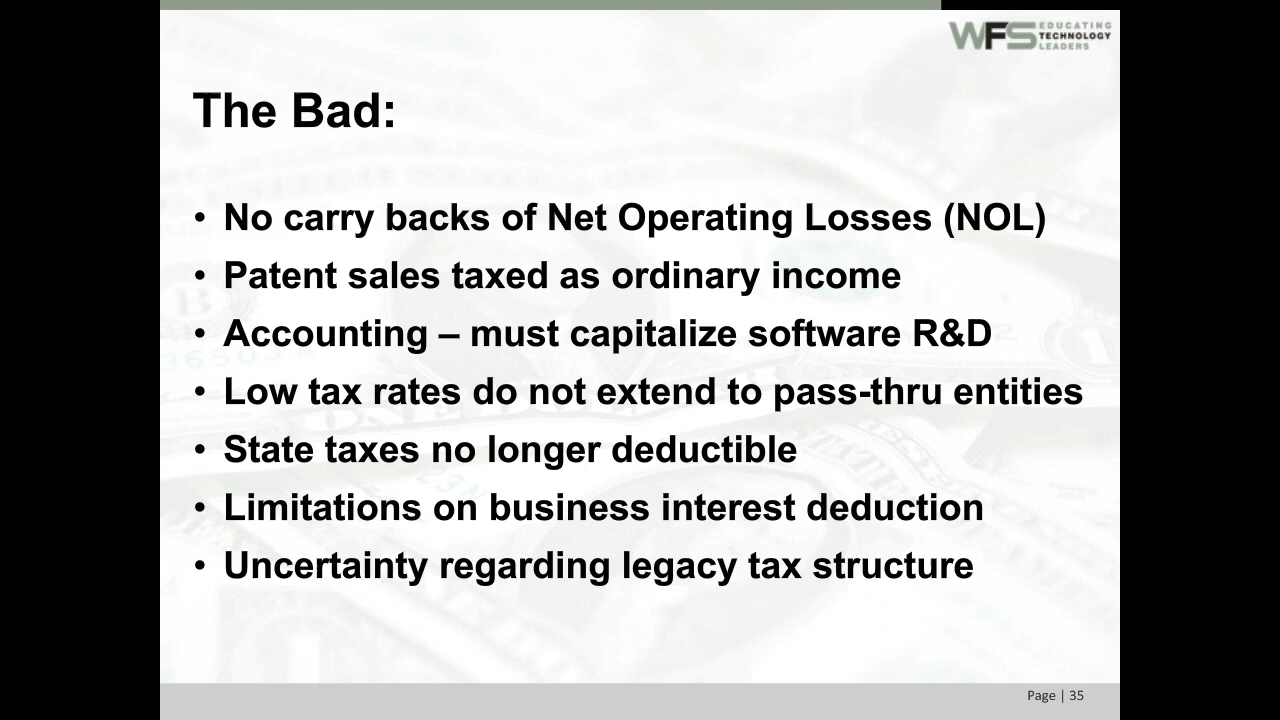 WFS EDUCATING
TECHNOLOGY
LEADERS
The Bad:
• No carry backs of Net Operating Losses (NOL)
• Patent sales taxed as ordinary income
• Accounting – must capitalize software R&D
• Low tax rates do not extend to pass-thru entities
• State taxes no longer deductible
• Limitations on business interest deduction
• Uncertainty regarding legacy tax structure
Page | 35